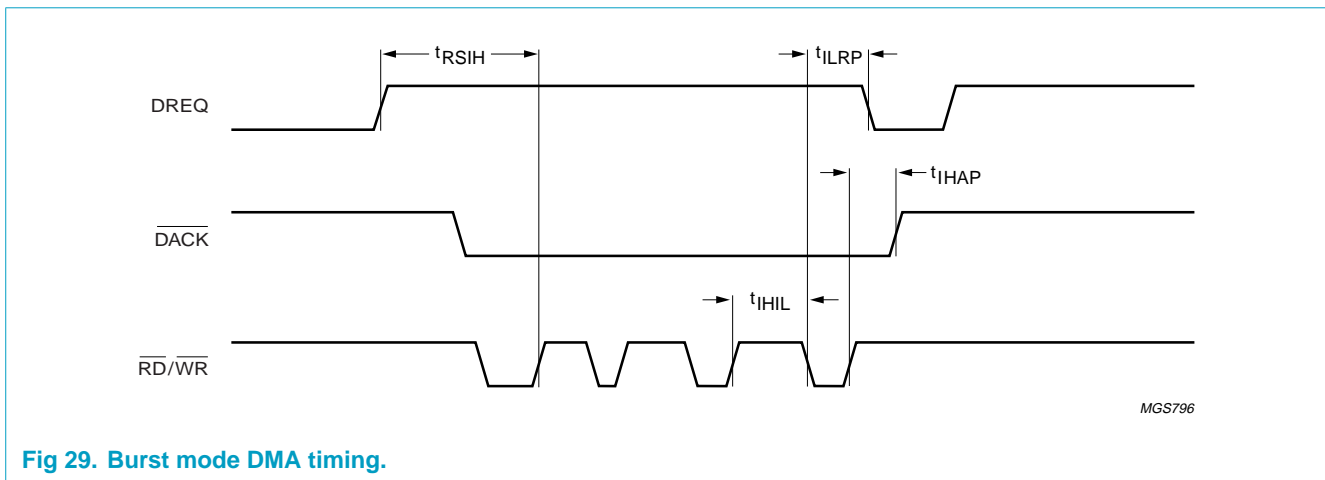 tRSIH
tILRP
DREQ
tIHAP
DACK
tIHIL
RD/WR
MGS796
Fig 29. Burst mode DMA timing.